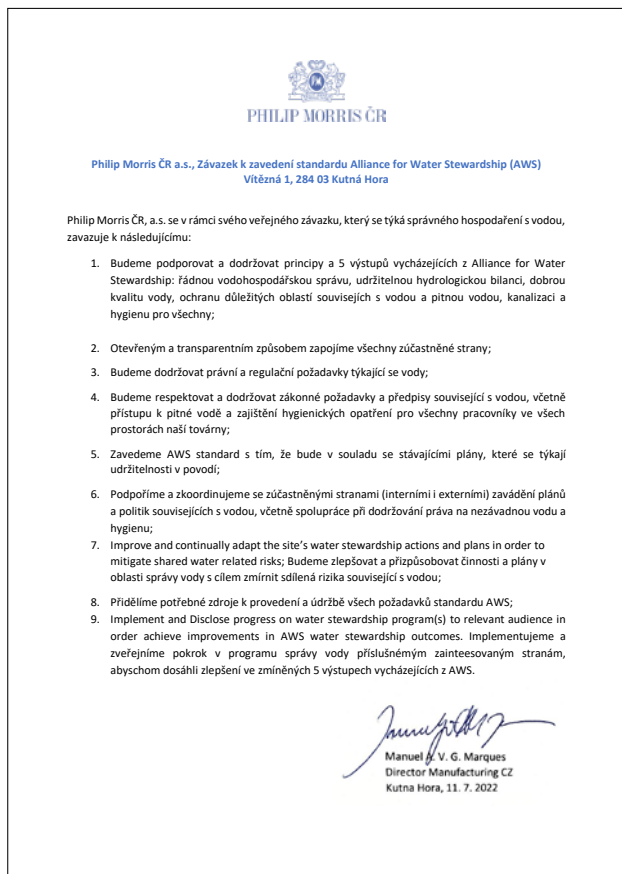 PHILIP MORRIS ČR
Philip Morris ČR a.s., Závazek k zavedení standardu Alliance for Water Stewardship (AWS)
Vítězná 1, 284 03 Kutná Hora
Philip Morris ČR, a.s. se v rámci svého veřejného závazku, který se týká správného hospodaření s vodou,
zavazuje k následujícímu:
1. Budeme podporovat a dodržovat principy a 5 výstupů vycházejících z Alliance for Water
Stewardship: řádnou vodohospodářskou správu, udržitelnou hydrologickou bilanci, dobrou
kvalitu vody, ochranu důležitých oblastí souvisejích s vodou a pitnou vodou, kanalizaci a
hygienu pro všechny;
2. Otevřeným a transparentním způsobem zapojíme všechny zúčastněné strany;
3. Budeme dodržovat právní a regulační požadavky týkající se vody;
4. Budeme respektovat a dodržovat zákonné požadavky a předpisy související s vodou, včetně
přístupu k pitné vodě a zajištění hygienických opatření pro všechny pracovníky ve všech
prostorách naší továrny;
5. Zavedeme AWS standard s tím, že bude v souladu se stávajícími plány, které se týkají
udržitelnosti v povodí;
6. Podpoříme a zkoordinujeme se zúčastněnými stranami (interními i externími) zavádění plánů
a politik souvisejících s vodou, včetně spolupráce při dodržování práva na nezávadnou vodu a
hygienu;
7. Improve and continually adapt the site's water stewardship actions and plans in order to
mitigate shared water related risks; Budeme zlepšovat a přizpůsobovat činnosti a plány v
oblasti správy vody s cílem zmírnit sdílená rizika související s vodou;
8. Přidělíme potřebné zdroje k provedení a údržbě všech požadavků standardu AWS;
9. Implement and Disclose progress on water stewardship program(s) to relevant audience in
order achieve improvements in AWS water stewardship outcomes. Implementujeme a
zveřejníme pokrok v programu správy vody příslušnémým zainteesovaným stranám,
abyschom dosáhli zlepšení ve zmíněných 5 výstupech vycházejících z AWS.
Manuel A. V. G. Marques
Director Manufacturing CZ
Kutna Hora, 11. 7. 2022